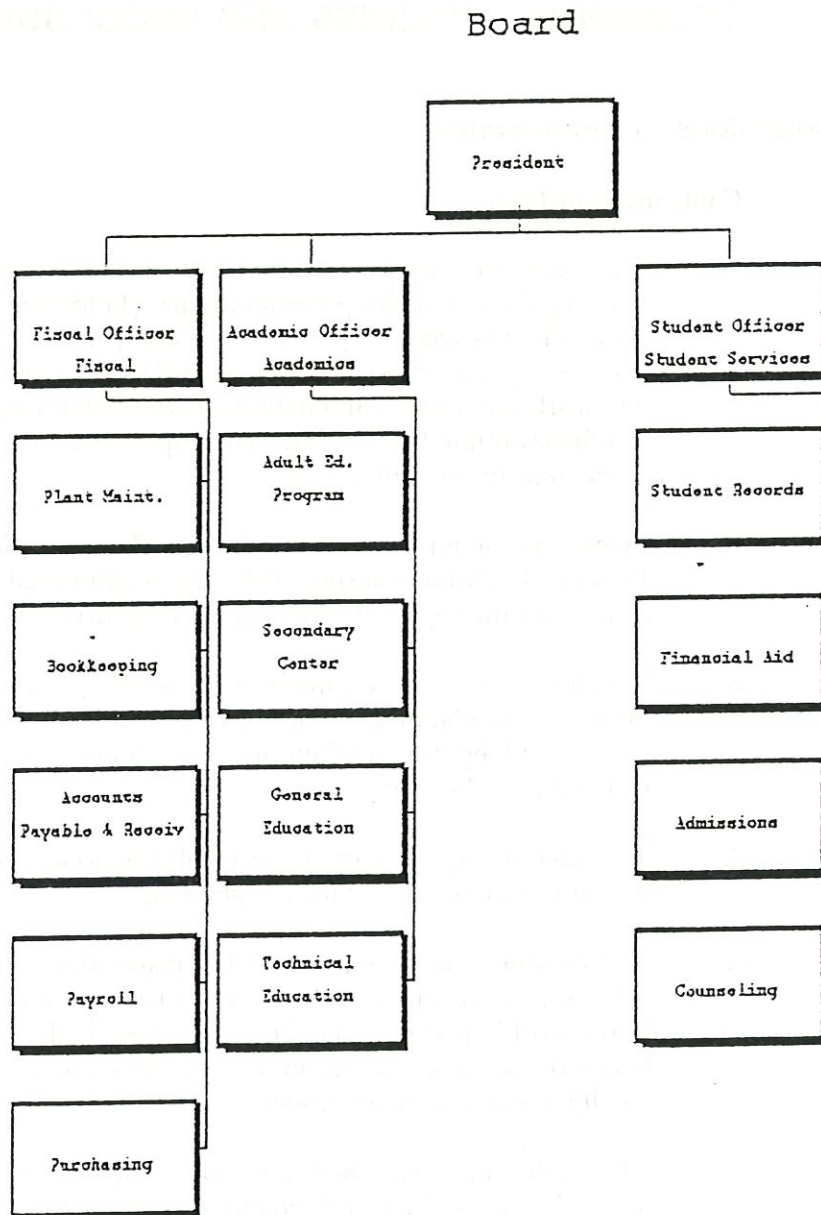 Board
President
Fiscal Officer
Fiscal
Academic Officer
Academics
Student Officer
Student Services
Plant Maint.
Adult Ed.
Program
Student Records
Bookkeeping
Secondary
Center
Financial Aid
Accounts
Payable & Receiv
General
Education
Admissions
Payroll
Technical
Education
Counseling
Purchasing